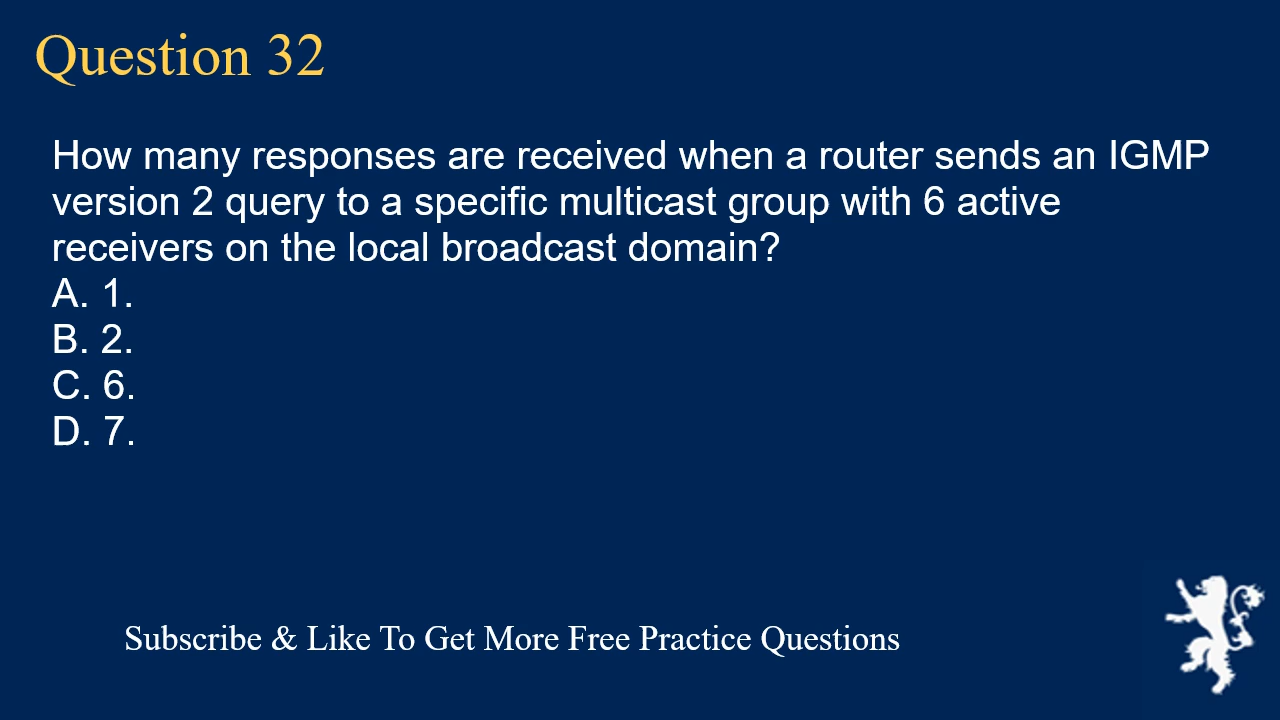 Question 32
How many responses are received when a router sends an IGMP
version 2 query to a specific multicast group with 6 active
receivers on the local broadcast domain?
A. 1.
B. 2.
C. 6.
D. 7.
Subscribe & Like To Get More Free Practice Questions